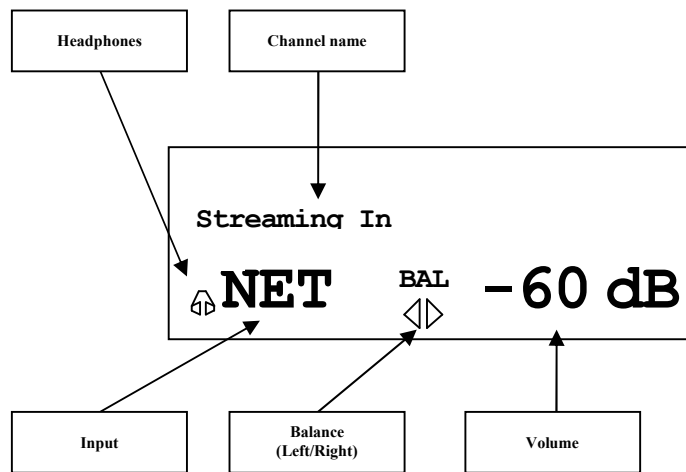 Headphones
Channel name
Streaming In
NET
BAL
-60 dB
Input
Balance
(Left/Right)
Volume